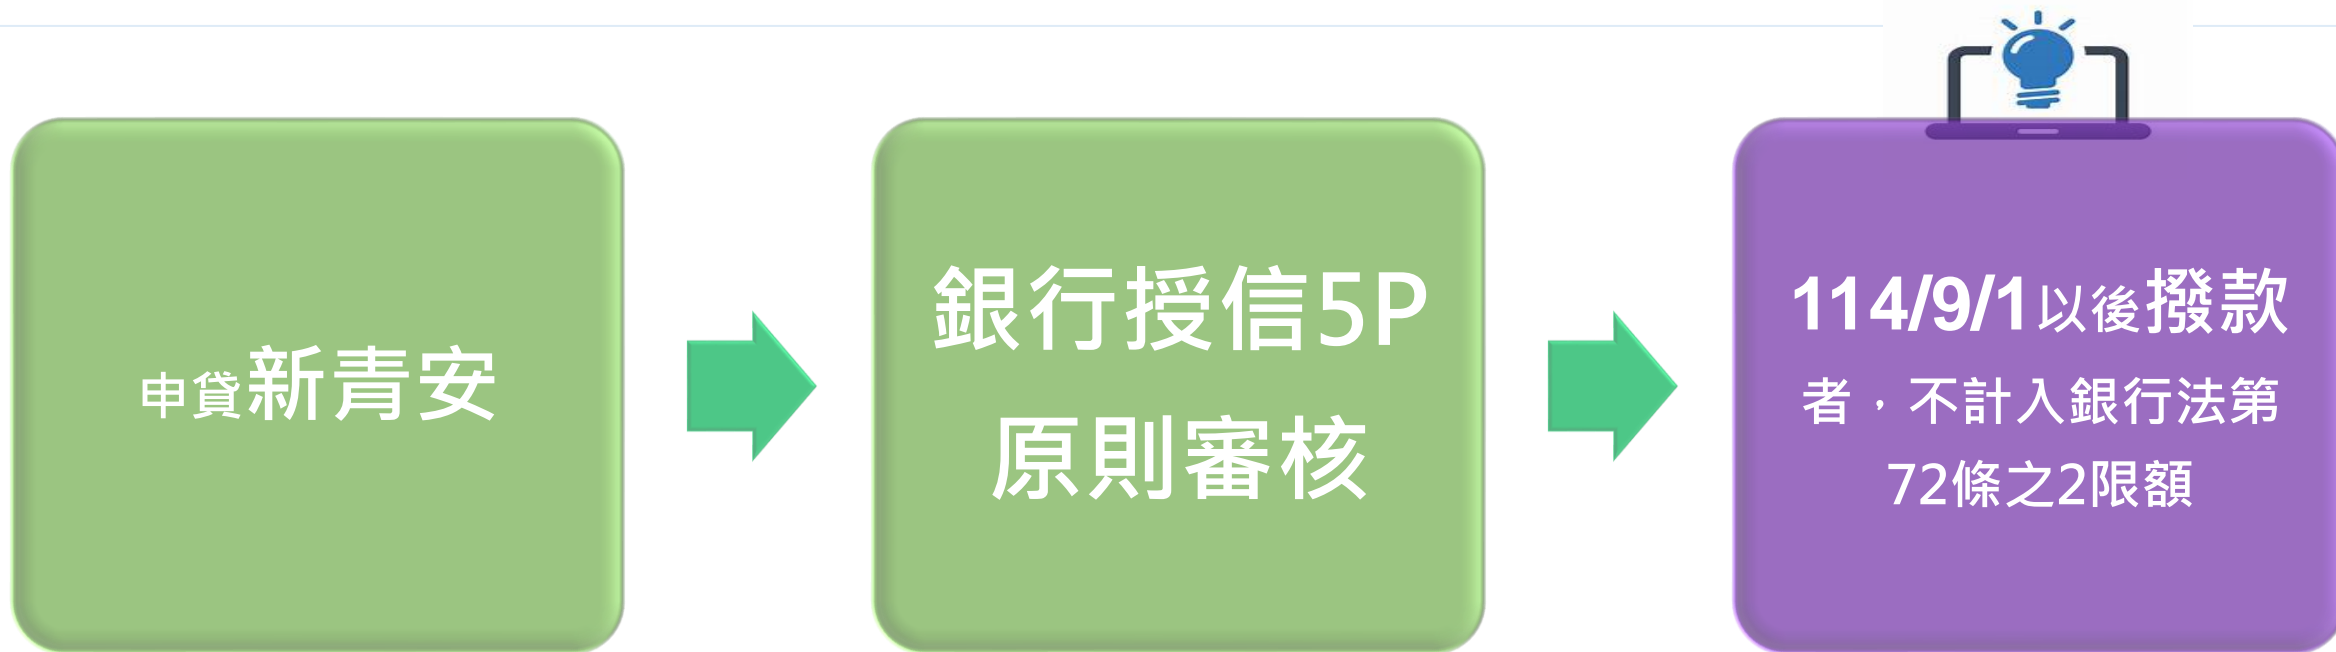 申貸新青安
銀行授信5P
原則審核
114/9/1以後撥款
者，不計入銀行法第
72條之2限額